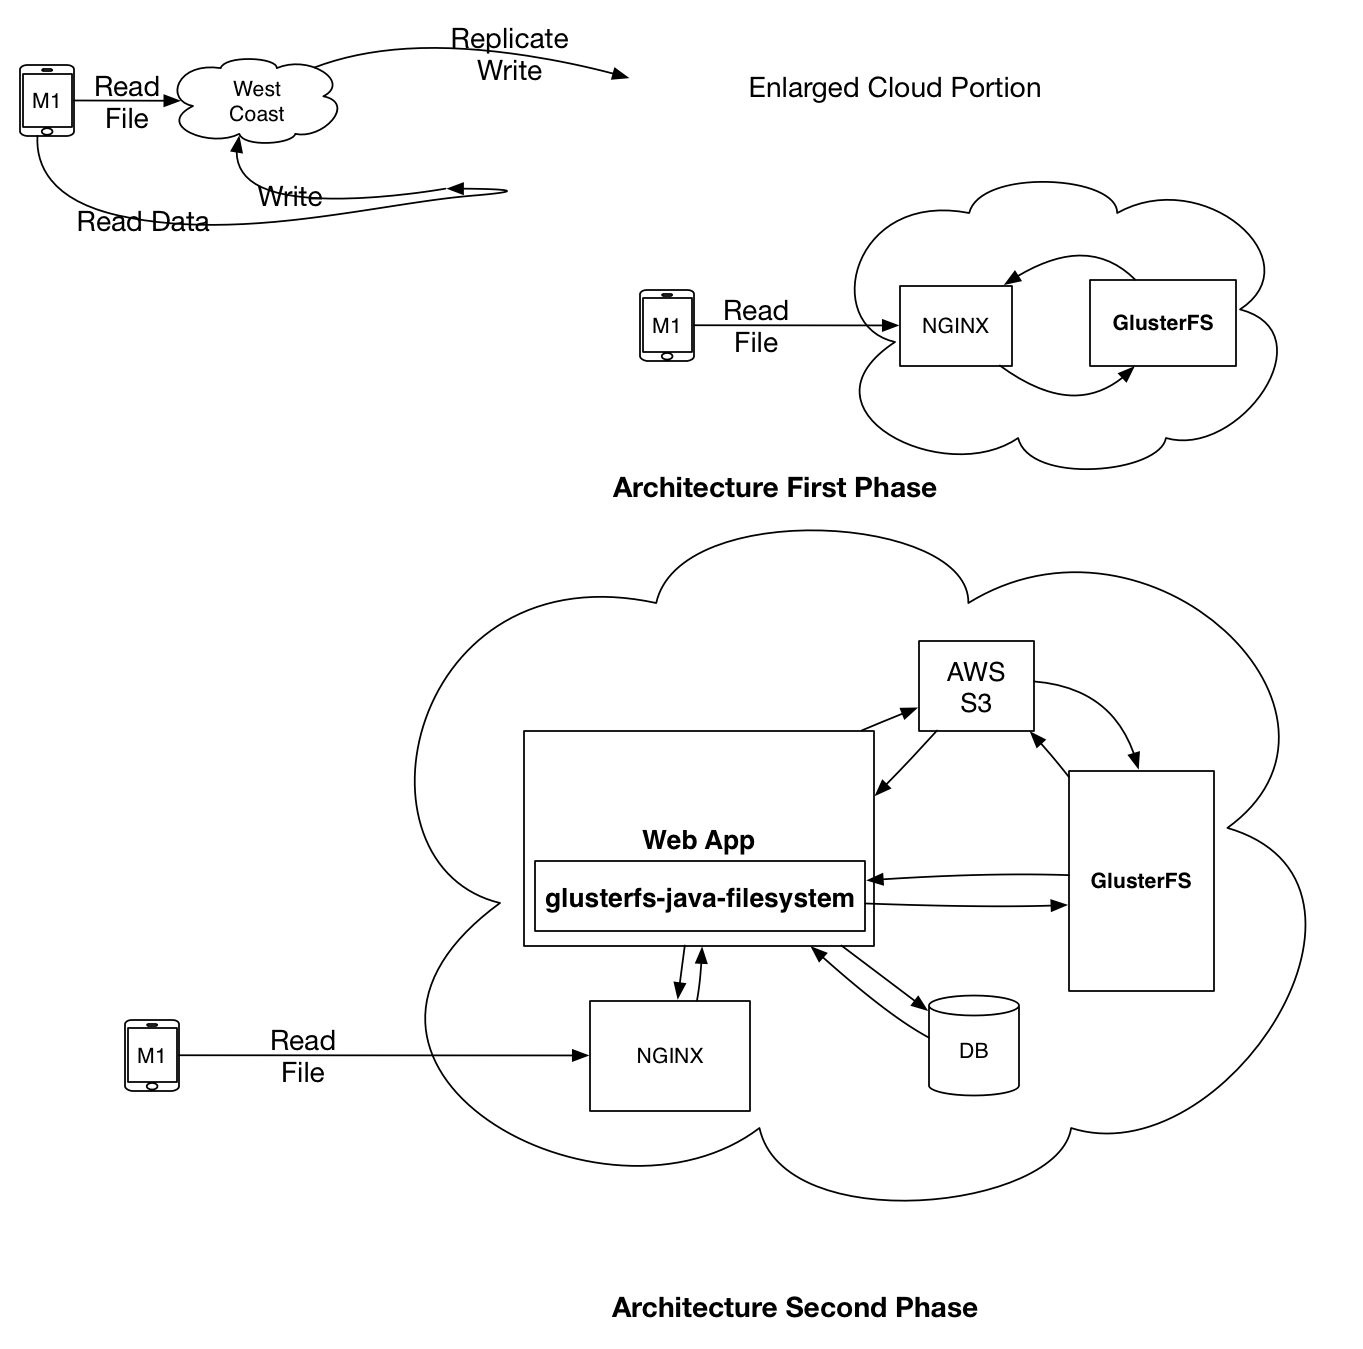 Replicate
Write
M1
Read
File
West
Coast
Enlarged Cloud Portion
Write
Read Data
M1
Read
File
NGINX
GlusterFS
Architecture First Phase
AWS
S3
Web App
glusterfs-java-filesystem
GlusterFS
M1
Read
File
NGINX
DB
Architecture Second Phase